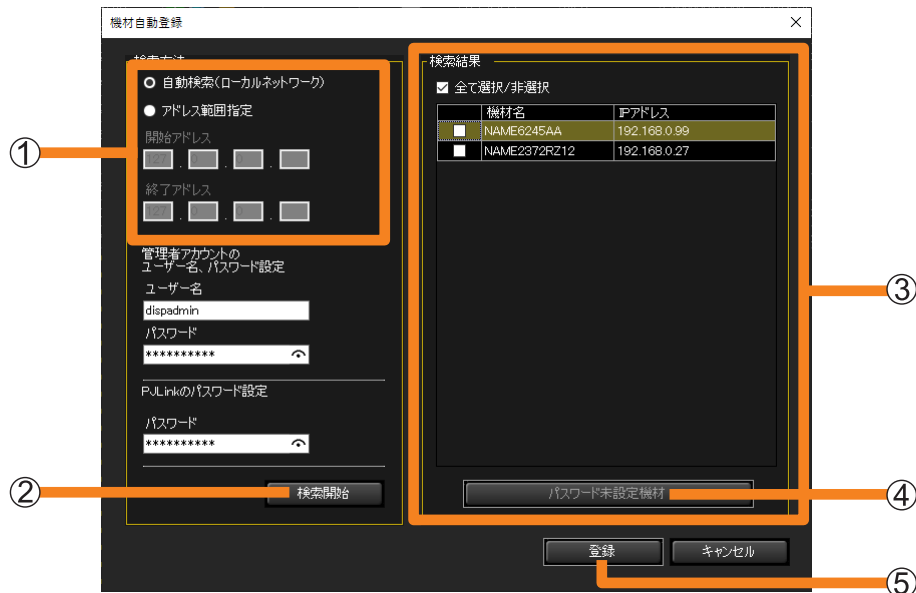 機材自動登録
検索方法
自動検索(ローカルネットワーク)
アドレス範囲指定
開始アドレス
127 . 0 . 0 .
終了アドレス
127 . 0 . 0 .
管理者アカウントの
ユーザー名、パスワード設定
ユーザー名
dispadmin
パスワード
**********
PJLinkのパスワード設定
パスワード
**********
検索開始
検索結果
全て選択/非選択
機材名 IPアドレス
NAME6245AA 192.168.0.99
NAME2372RZ12 192.168.0.27
パスワード未設定機材
登録 キャンセル
①
②
③
④
⑤